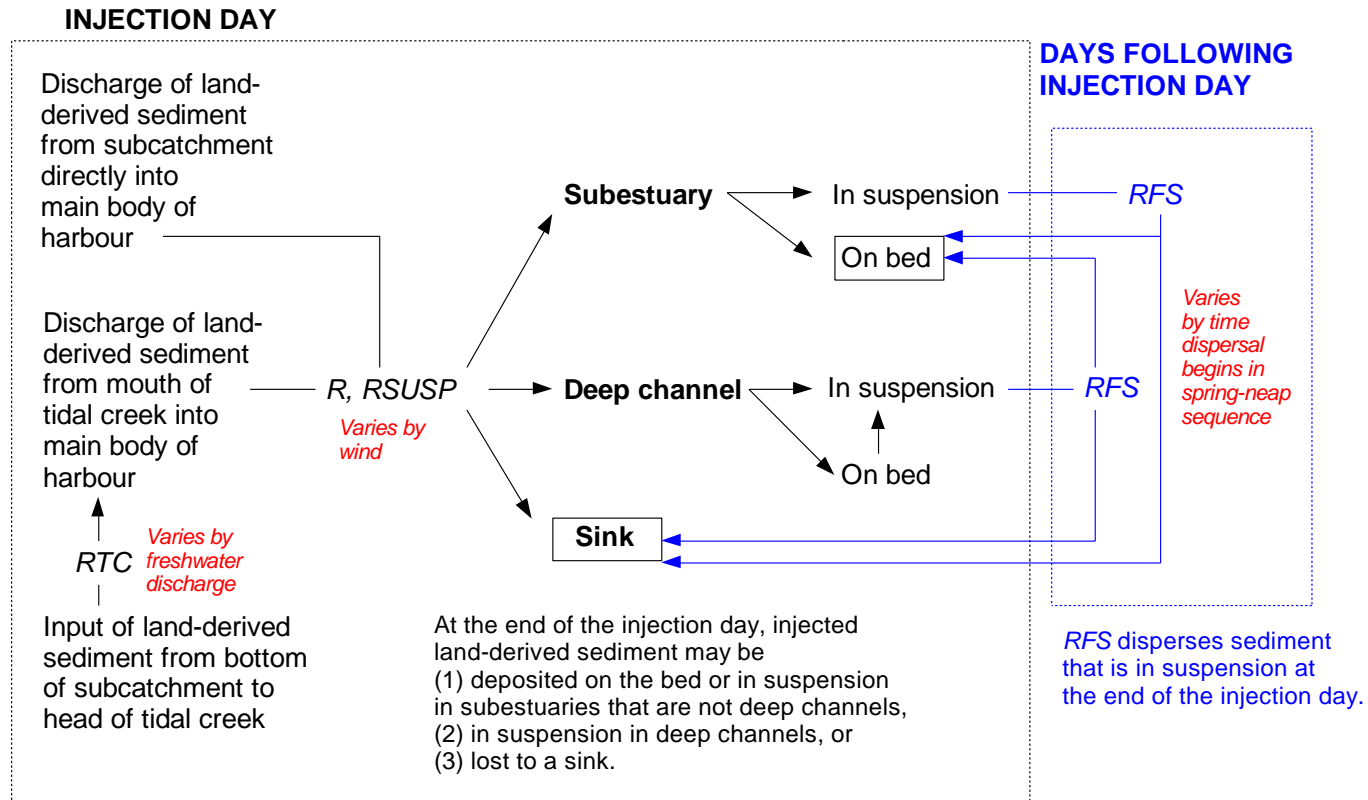 INJECTION DAY
DAYS FOLLOWING
INJECTION DAY
Discharge of land-
derived sediment
from subcatchment
directly into
main body of
harbour
Subestuary
In suspension
RFS
On bed
Varies
by time
dispersal
begins in
spring-neap
sequence
Discharge of land-
derived sediment
from mouth of
tidal creek into
main body of
harbour
R, RSUSP
Varies by
wind
Deep channel
In suspension
RFS
On bed
Sink
RTC
Varies by
freshwater
discharge
Input of land-derived
sediment from bottom
of subcatchment to
head of tidal creek
At the end of the injection day, injected
land-derived sediment may be
(1) deposited on the bed or in suspension
in subestuaries that are not deep channels,
(2) in suspension in deep channels, or
(3) lost to a sink.
RFS disperses sediment
that is in suspension at
the end of the injection day.